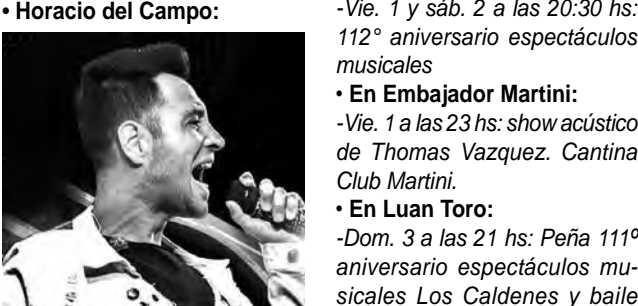 • Horacio del Campo:
-Vie. 1 y sáb. 2 a las 20:30 hs:
112° aniversario espectáculos
musicales
• En Embajador Martini:
-Vie. 1 a las 23 hs: show acústico
de Thomas Vazquez. Cantina
Club Martini.
• En Luan Toro:
-Dom. 3 a las 21 hs: Peña 111º
aniversario espectáculos mu-
sicales Los Caldenes y baile